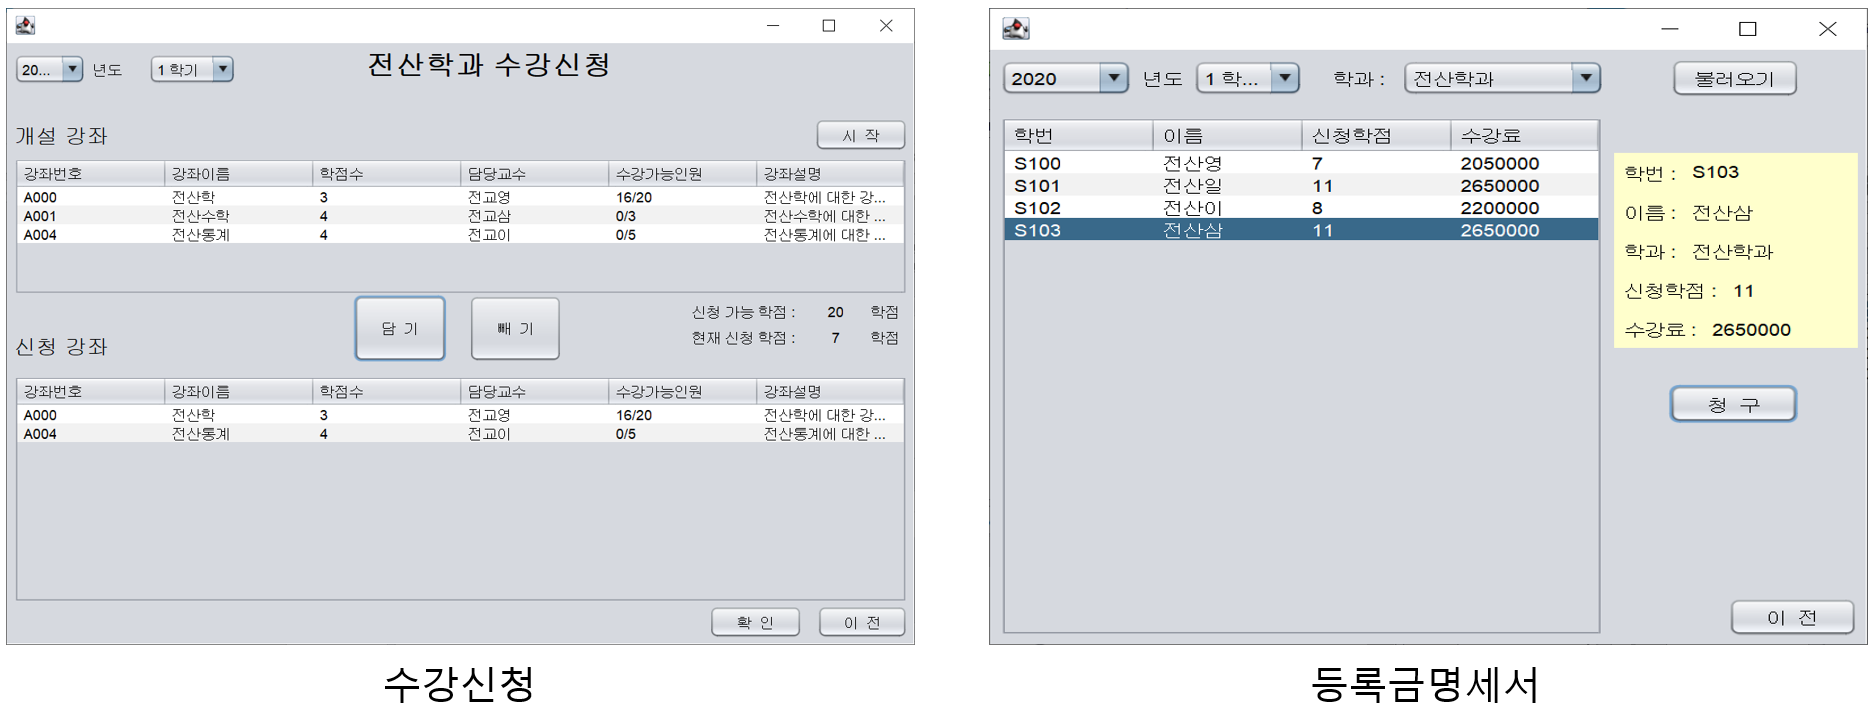 20... 년도 1 학기 전산학과 수강신청
개설 강좌 시 작
강좌번호 강좌이름 학점수 담당교수 수강가능인원 강좌설명
A000 전산학 3 전교영 16/20 전산학에 대한 강...
A001 전산수학 4 전교삼 0/3 전산수학에 대한 ...
A004 전산통계 4 전교이 0/5 전산통계에 대한 ...
담 기 빼 기
신청 가능 학점 : 20 학점
현재 신청 학점 : 7 학점
신청 강좌
강좌번호 강좌이름 학점수 담당교수 수강가능인원 강좌설명
A000 전산학 3 전교영 16/20 전산학에 대한 강...
A004 전산통계 4 전교이 0/5 전산통계에 대한 ...
확 인 이 전
수강신청
2020 년도 1 학... 학과 : 전산학과 불러오기
학번 이름 신청학점 수강료
S100 전산영 7 2050000
S101 전산일 11 2650000
S102 전산이 8 2200000
S103 전산삼 11 2650000
학번 : S103
이름 : 전산삼
학과 : 전산학과
신청학점 : 11
수강료 : 2650000
청 구
이 전
등록금명세서